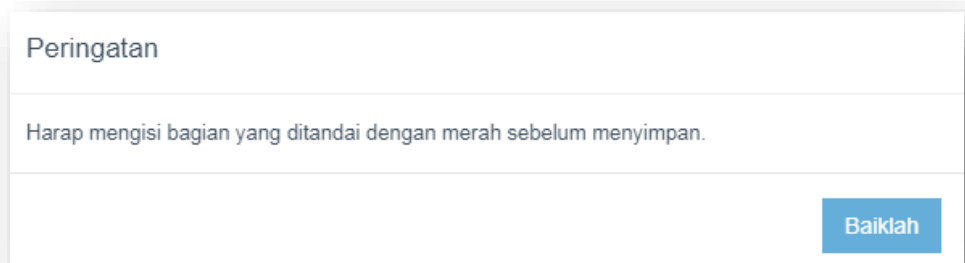 Peringatan
Harap mengisi bagian yang ditandai dengan merah sebelum menyimpan.
Baiklah